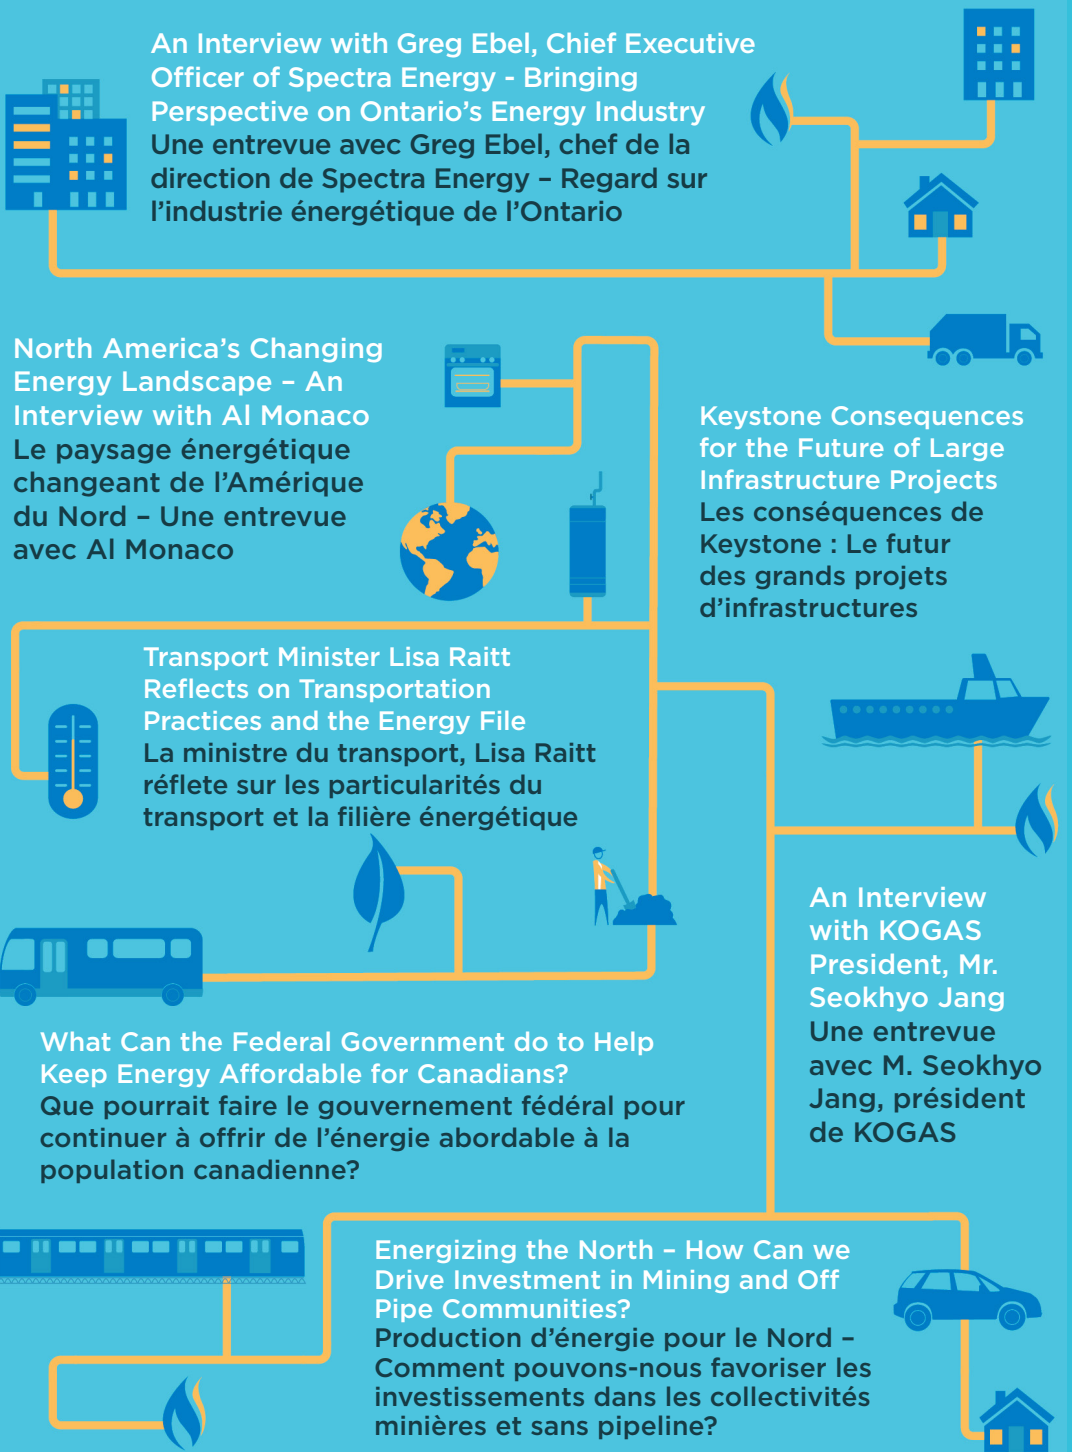 An Interview with Greg Ebel, Chief Executive
Officer of Spectra Energy - Bringing
Perspective on Ontario's Energy Industry
Une entrevue avec Greg Ebel, chef de la
direction de Spectra Energy – Regard sur
l'industrie énergétique de l'Ontario
North America's Changing
Energy Landscape – An
Interview with Al Monaco
Le paysage énergétique
changeant de l'Amérique
du Nord – Une entrevue
avec Al Monaco
Keystone Consequences
for the Future of Large
Infrastructure Projects
Les conséquences de
Keystone : Le futur
des grands projets
d'infrastructures
Transport Minister Lisa Raitt
Reflects on Transportation
Practices and the Energy File
La ministre du transport, Lisa Raitt
réflete sur les particularités du
transport et la filière énergétique
An Interview
with KOGAS
President, Mr.
Seokhyo Jang
Une entrevue
avec M. Seokhyo
Jang, président
de KOGAS
What Can the Federal Government do to Help
Keep Energy Affordable for Canadians?
Que pourrait faire le gouvernement fédéral pour
continuer à offrir de l'énergie abordable à la
population canadienne?
Energizing the North – How Can we
Drive Investment in Mining and Off
Pipe Communities?
Production d'énergie pour le Nord –
Comment pouvons-nous favoriser les
investissements dans les collectivités
minières et sans pipeline?